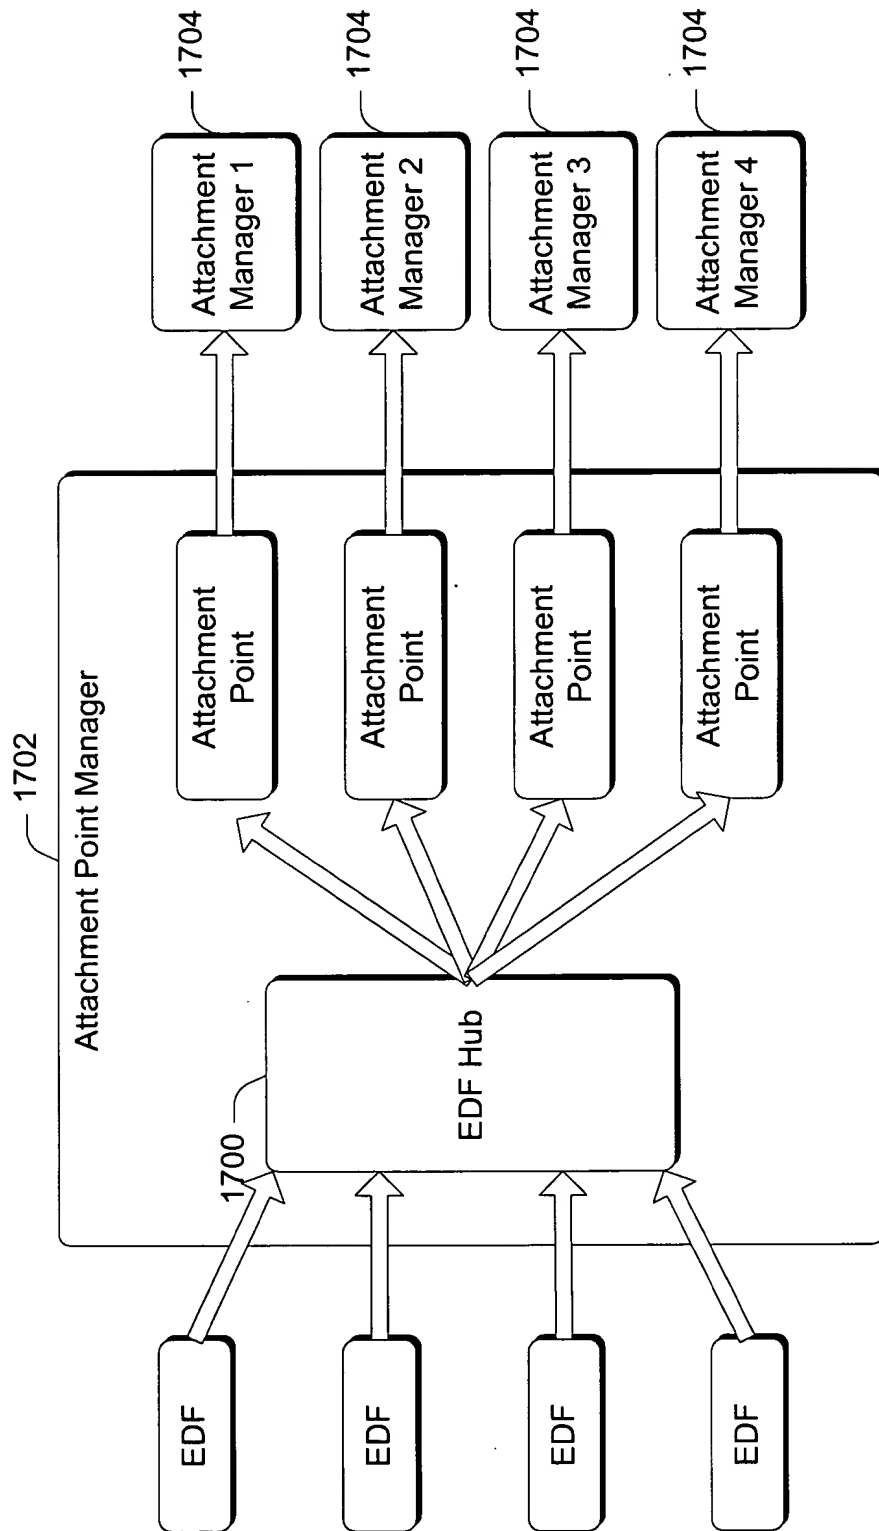 1702
Attachment Point Manager
EDF
EDF
EDF
EDF
1700
EDF Hub
Attachment
Point
Attachment
Point
Attachment
Point
Attachment
Point
Attachment
Manager 1
1704
Attachment
Manager 2
1704
Attachment
Manager 3
1704
Attachment
Manager 4
1704